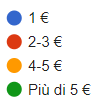 1 €
2-3 €
4-5 €
Più di 5 €